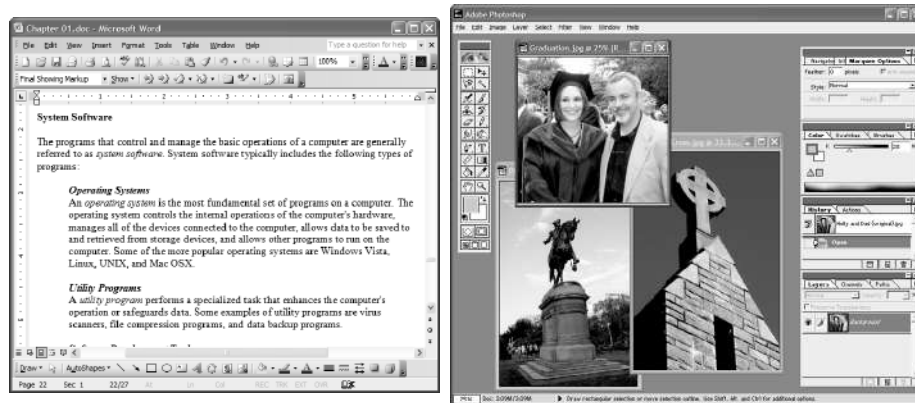 Chapter 01.doc - Microsoft Word
File Edit View Insert Format Tools Table Window Help Type a question for help
100%
Final Showing Markup Show
System Software
The programs that control and manage the basic operations of a computer are generally
referred to as system software. System software typically includes the following types of
programs:
Operating Systems
An operating system is the most fundamental set of programs on a computer. The
operating system controls the internal operations of the computer's hardware,
manages all of the devices connected to the computer, allows data to be saved to
and retrieved from storage devices, and allows other programs to run on the
computer. Some of the more popular operating systems are Windows Vista,
Linux, UNIX, and Mac OSX.
Utility Programs
A utility program performs a specialized task that enhances the computer's
operation or safeguards data. Some examples of utility programs are virus
scanners, file compression programs, and data backup programs.
Draw AutoShapes
Page 22 Sec 1 22/27 At Ln Col REC TRK EXT OVR
Adobe Photoshop
File Edit Image Layer Select Filter View Window Help
Graduation.jpg @ 25%
Navigator Marquee Options
Feather: 0 pixels
Style: Normal
Width: Height:
Color Swatches Brushes
K
History Actions
Open
Layers Channels Paths
Background
Doc: 3.09M/3.09M Draw rectangular selection or move selection outline. Use Shift, Alt, and Ctrl for additional options.